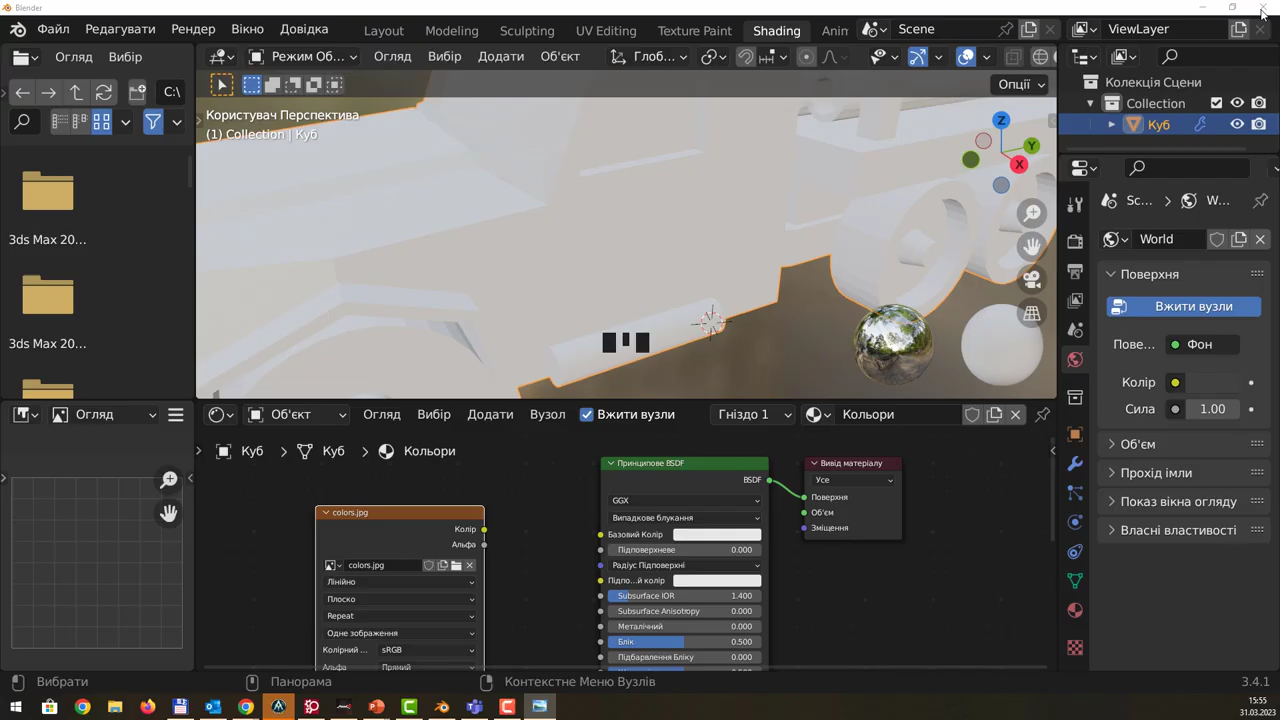 Blender
Файл Редагувати Рендер Вікно Довідка Layout Modeling Sculpting UV Editing Texture Paint Shading Anin Scene ViewLayer
Огляд Вибір Режим Об... Огляд Вибір Додати Об'єкт Глоб...
C:\ Опції
Колекція Сцени
Collection
Куб
Користувач Перспектива
(1) Collection | Куб
Z
Y
X
3ds Max 20...
3ds Max 20...
Sc... W...
World
Поверхня
Вжити вузли
Пове... Фон
Колір
Сила 1.00
Об'єм
Прохід імли
Показ вікна огляду
Власні властивості
Огляд Об'єкт Огляд Вибір Додати Вузол Вжити вузли Гніздо 1 Кольори
Куб Куб Кольори
colors.jpg
Колір
Альфа
colors.jpg
Лінійно
Плоско
Repeat
Одне зображення
Колірний ... sRGB
Альфа Прямий
Принципове BSDF
BSDF
GGX
Випадкове блукання
Базовий Колір
Підповерхневе 0.000
Радіус Підповерхні
Підпо...й колір
Subsurface IOR 1.400
Subsurface Anisotropy 0.000
Металічний 0.000
Блік 0.500
Підбарвлення Бліку 0.000
Вивід матеріалу
Усе
Поверхня
Об'єм
Зміщення
Вибрати Панорама Контекстне Меню Вузлів 3.4.1
15:55
31.03.2023